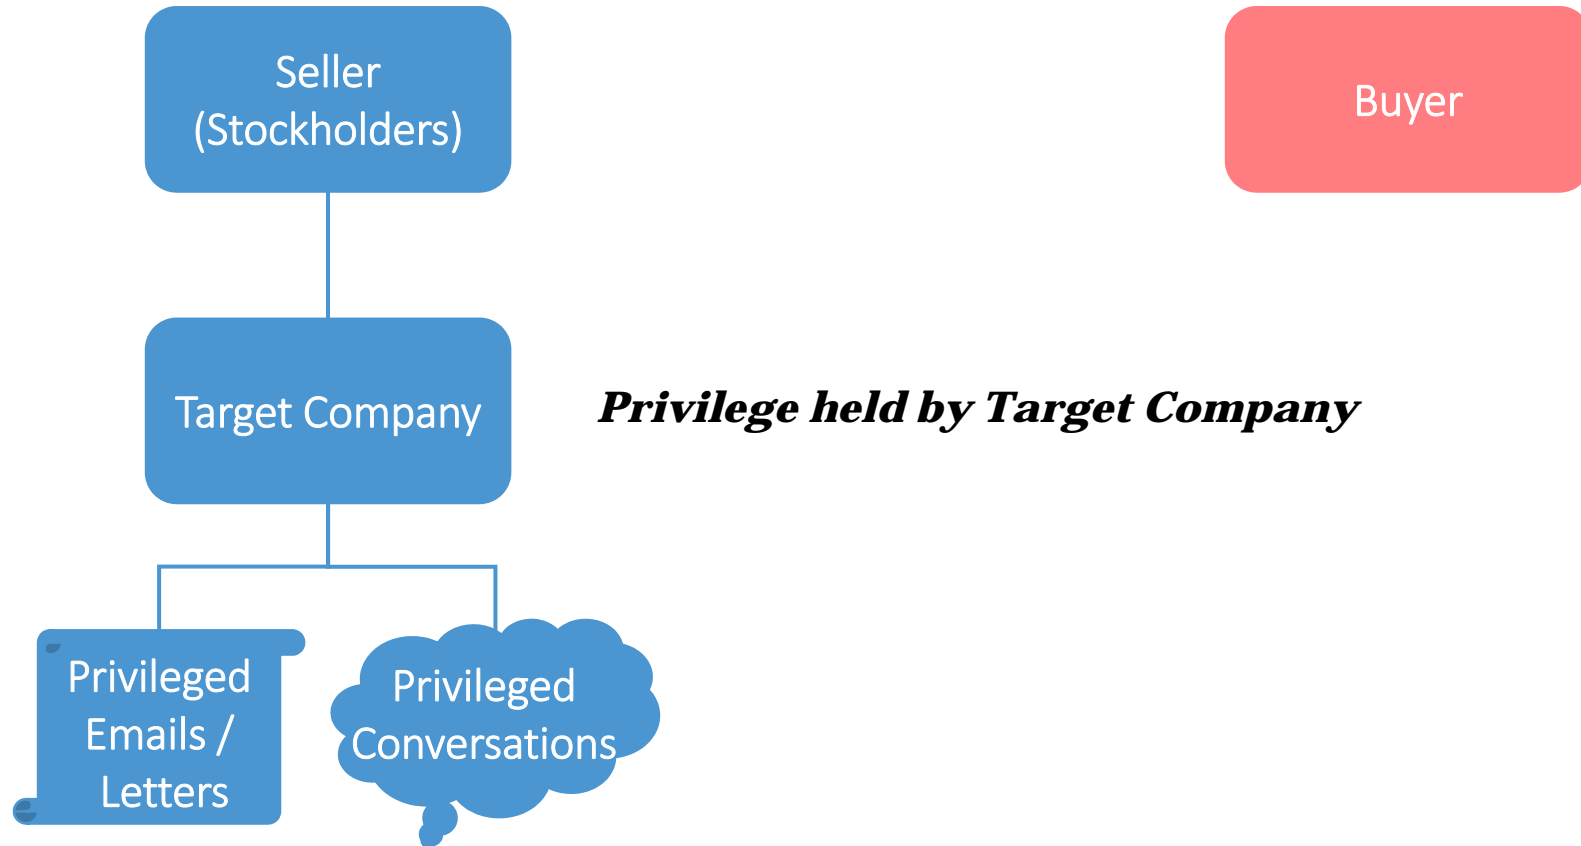 Seller
(Stockholders)
Buyer
Target Company
Privilege held by Target Company
Privileged
Emails /
Letters
Privileged
Conversations